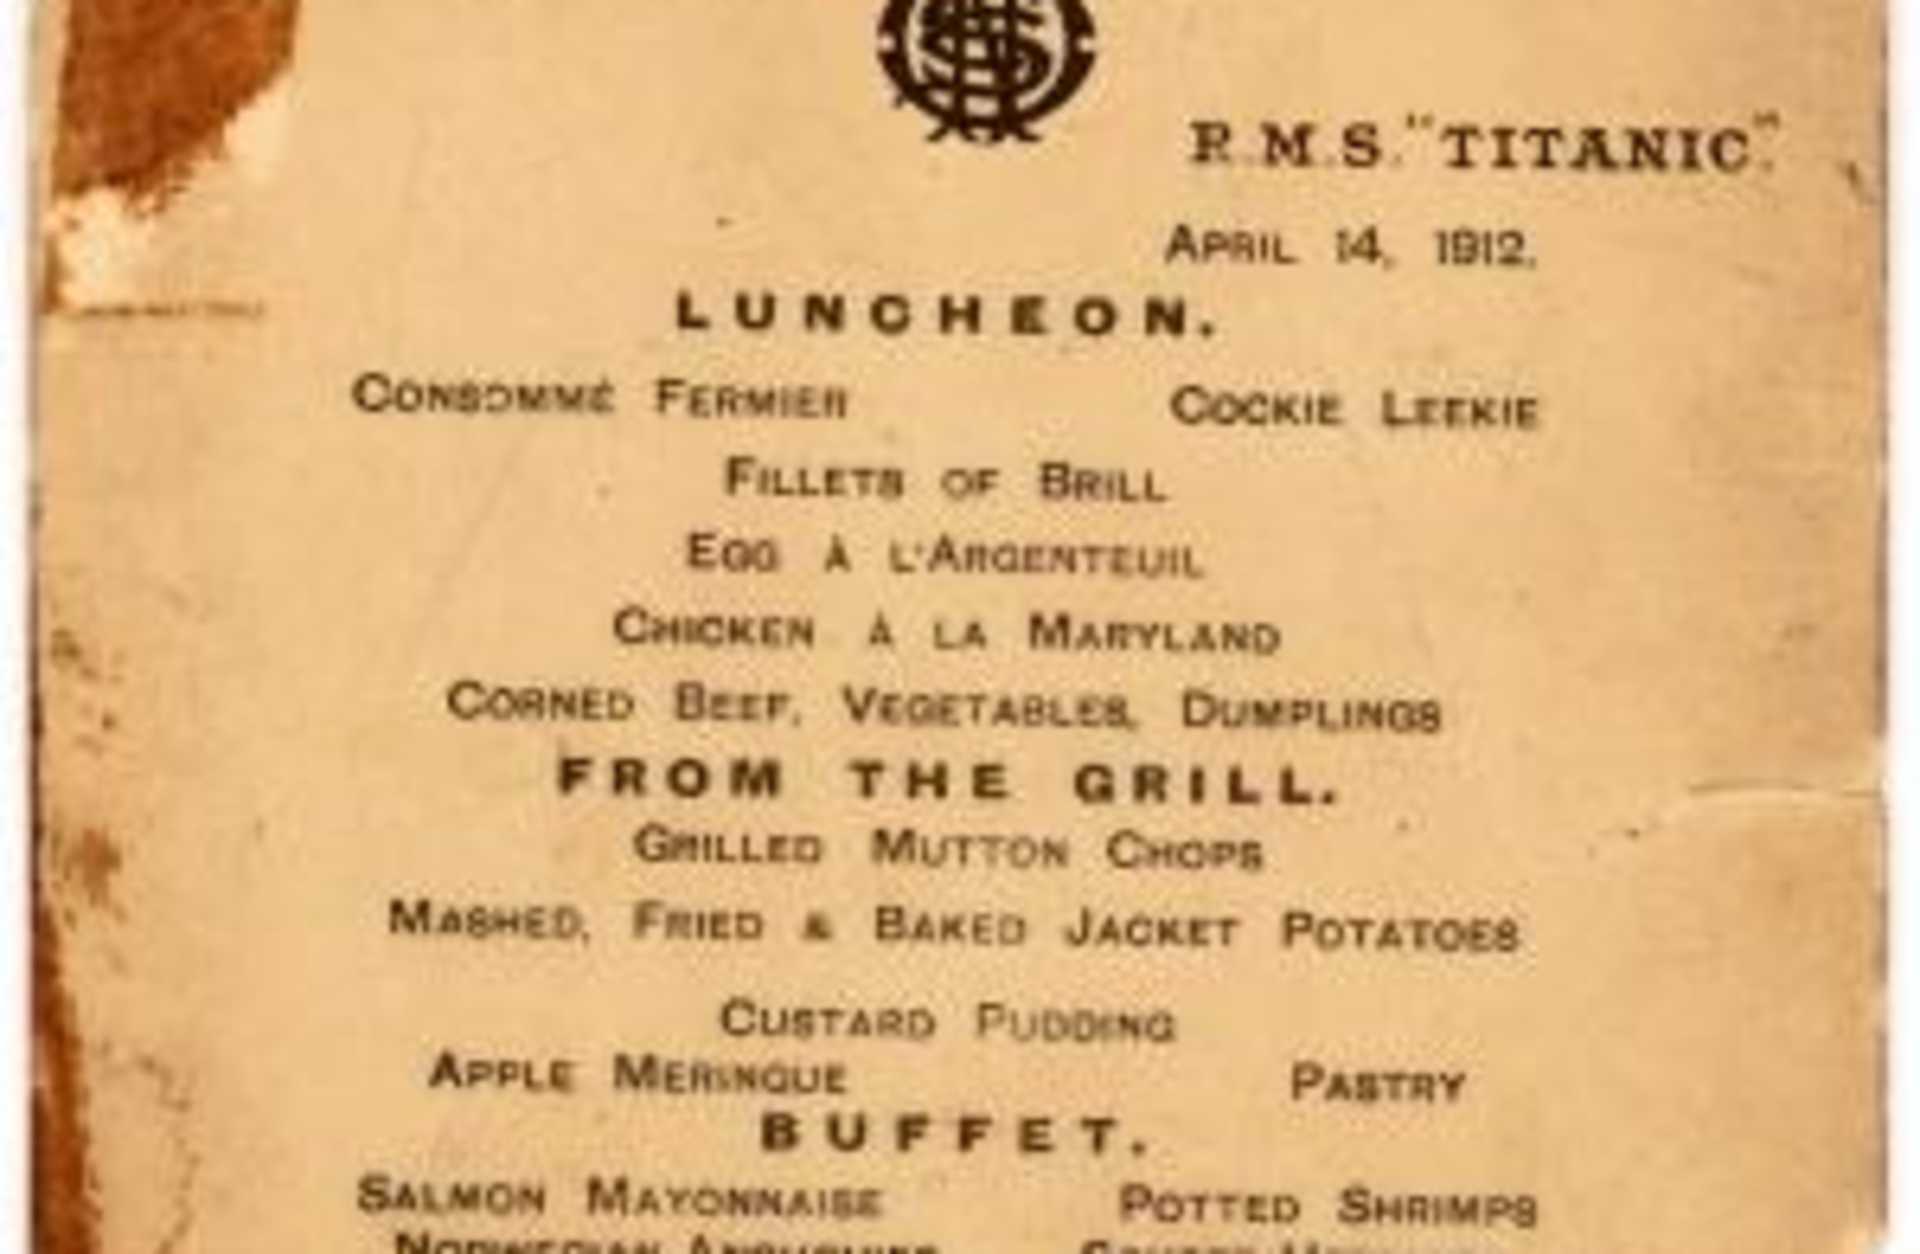 R.M.S. "TITANIC."
APRIL 14, 1912.
LUNCHEON.
CONSOMMÉ FERMIER COCKIE LEEKIE
FILLETS OF BRILL
EGG À L'ARGENTEUIL
CHICKEN À LA MARYLAND
CORNED BEEF, VEGETABLES, DUMPLINGS
FROM THE GRILL.
GRILLED MUTTON CHOPS
MASHED, FRIED & BAKED JACKET POTATOES
CUSTARD PUDDING
APPLE MERINGUE PASTRY
BUFFET.
SALMON MAYONNAISE POTTED SHRIMPS
NORWEGIAN ANCHOVIES